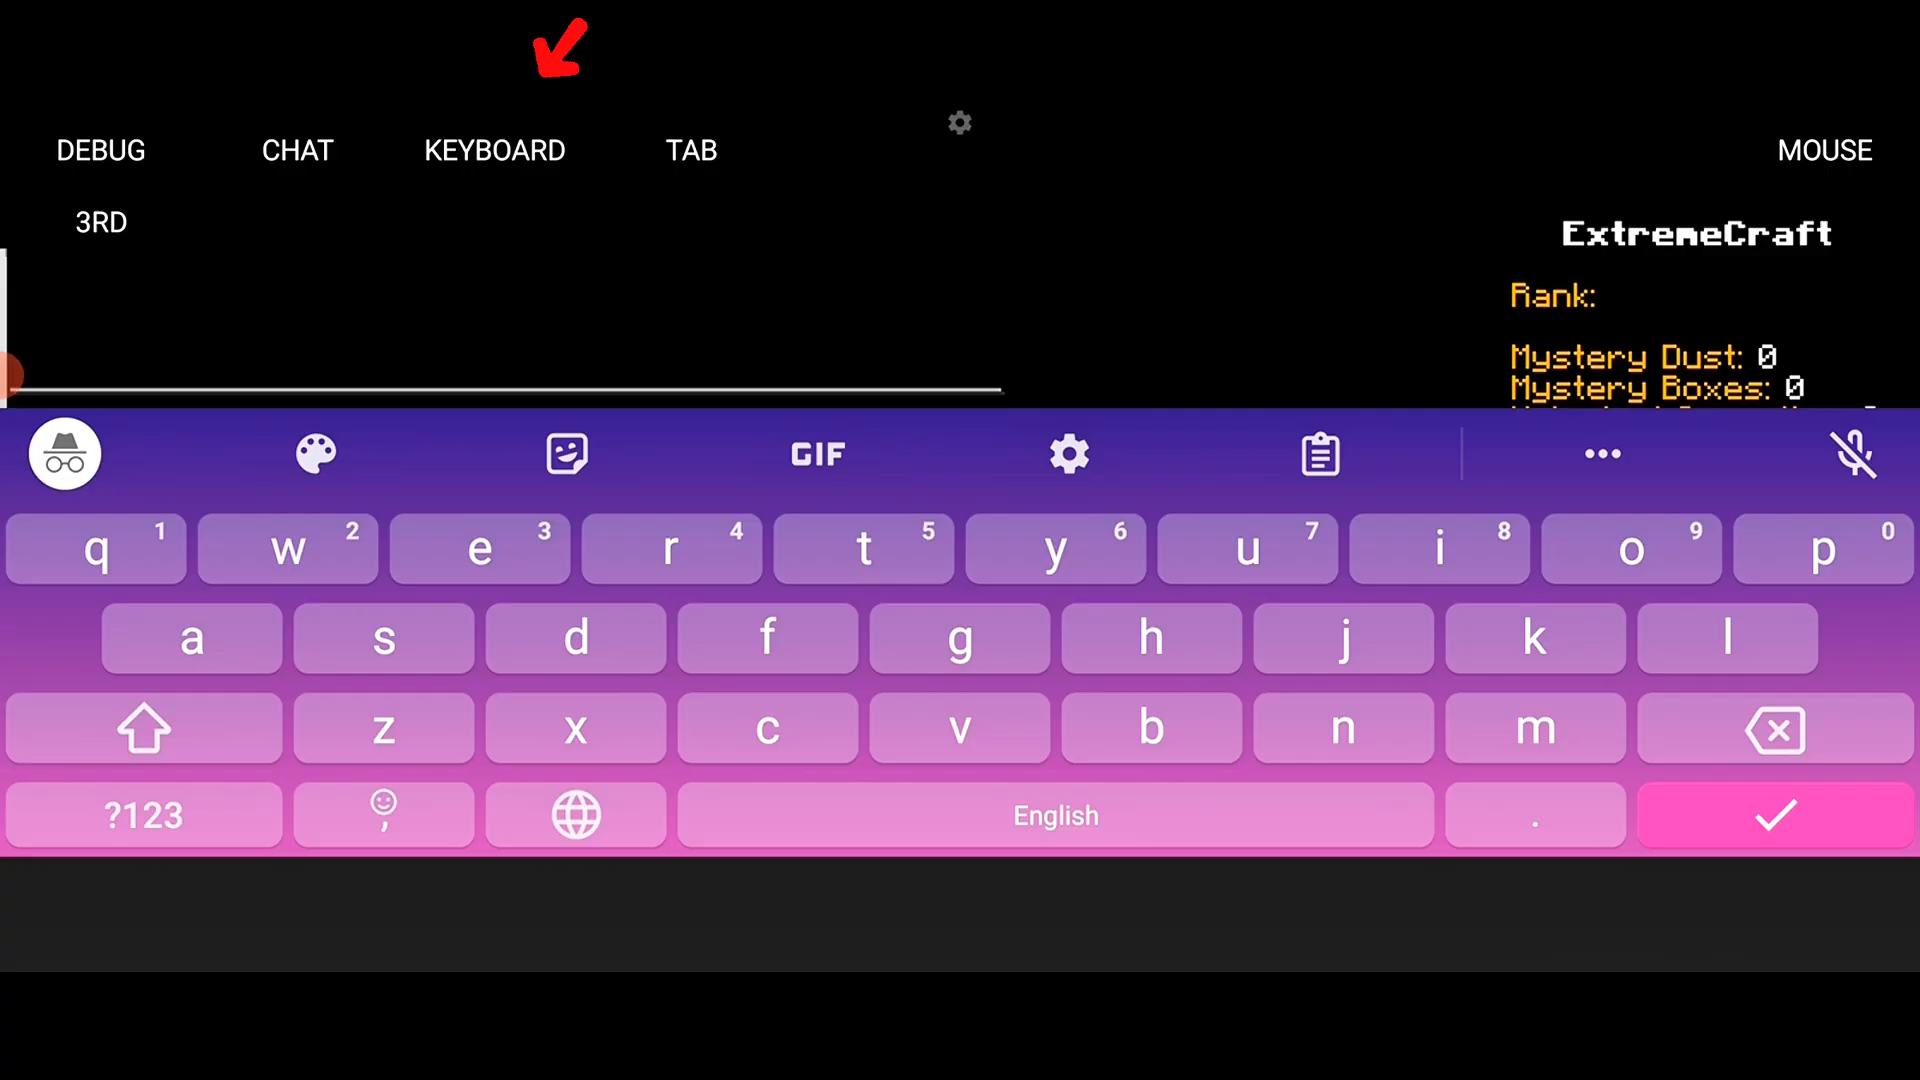 DEBUG CHAT KEYBOARD TAB MOUSE
3RD
ExtremeCraft
Rank:
Mystery Dust: 0
Mystery Boxes: 0
GIF
q 1 w 2 e 3 r 4 t 5 y 6 u 7 i 8 o 9 p 0
a s d f g h j k l
z x c v b n m
?123 , English .